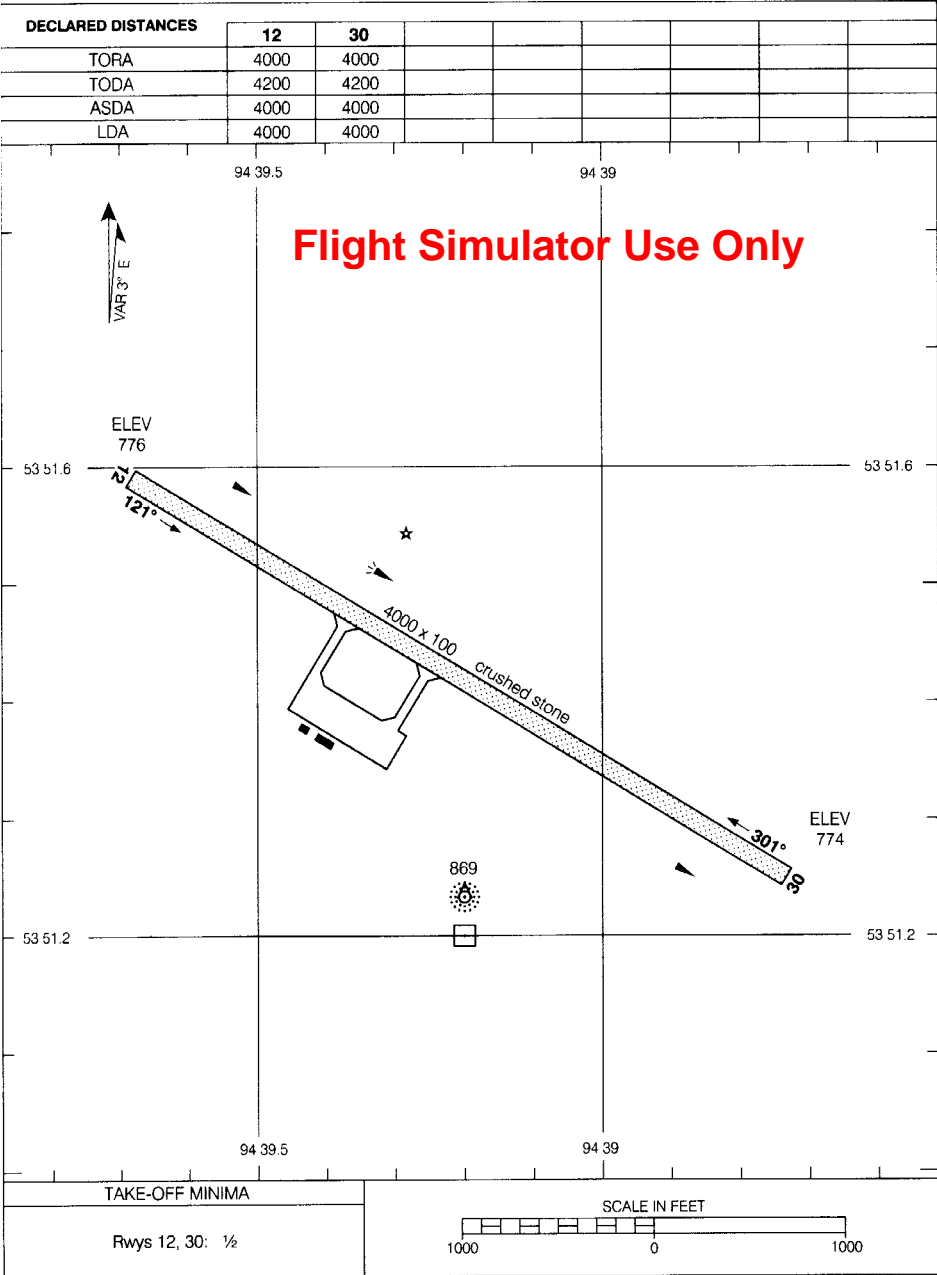 DECLARED DISTANCES 12 30
TORA 4000 4000
TODA 4200 4200
ASDA 4000 4000
LDA 4000 4000
94 39.5 94 39
Flight Simulator Use Only
VAR 3° E
ELEV
776
53 51.6 53 51.6
12
121°
4000 x 100 crushed stone
ELEV
774
301°
30
869
53 51.2 53 51.2
94 39.5 94 39
TAKE-OFF MINIMA
Rwys 12, 30: ½
SCALE IN FEET
1000 0 1000